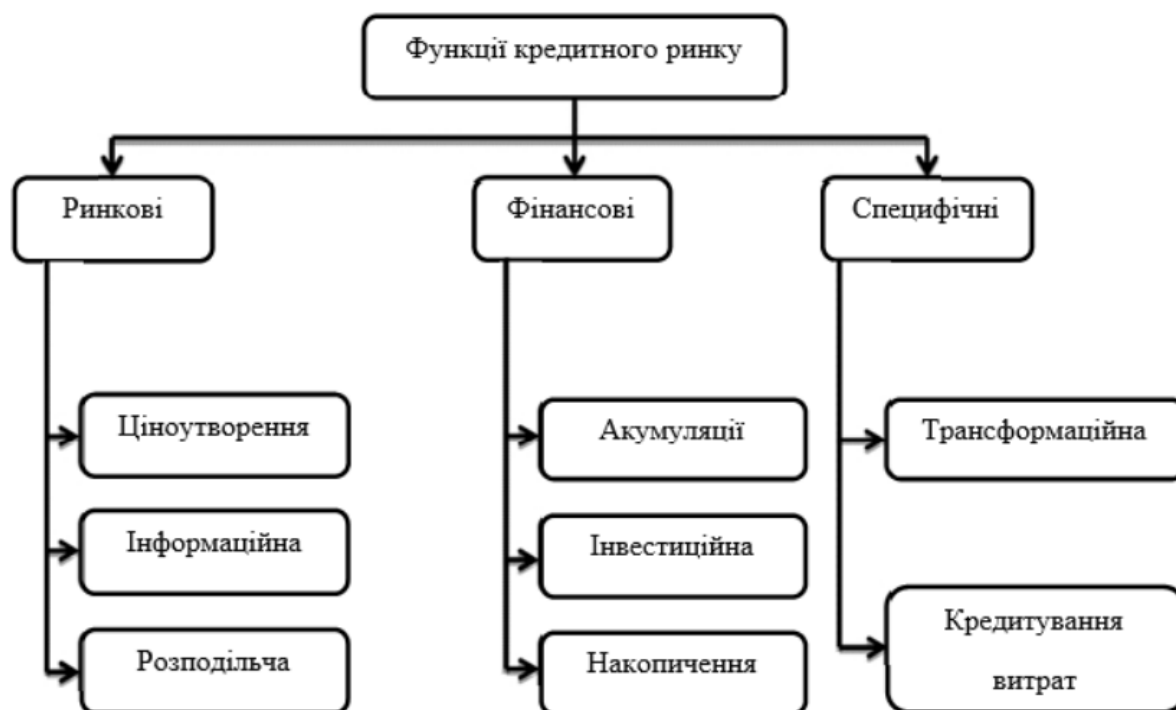 Функції кредитного ринку
Ринкові
Фінансові
Специфічні
Ціноутворення
Акумуляції
Трансформаційна
Інформаційна
Інвестиційна
Розподільча
Накопичення
Кредитування
витрат